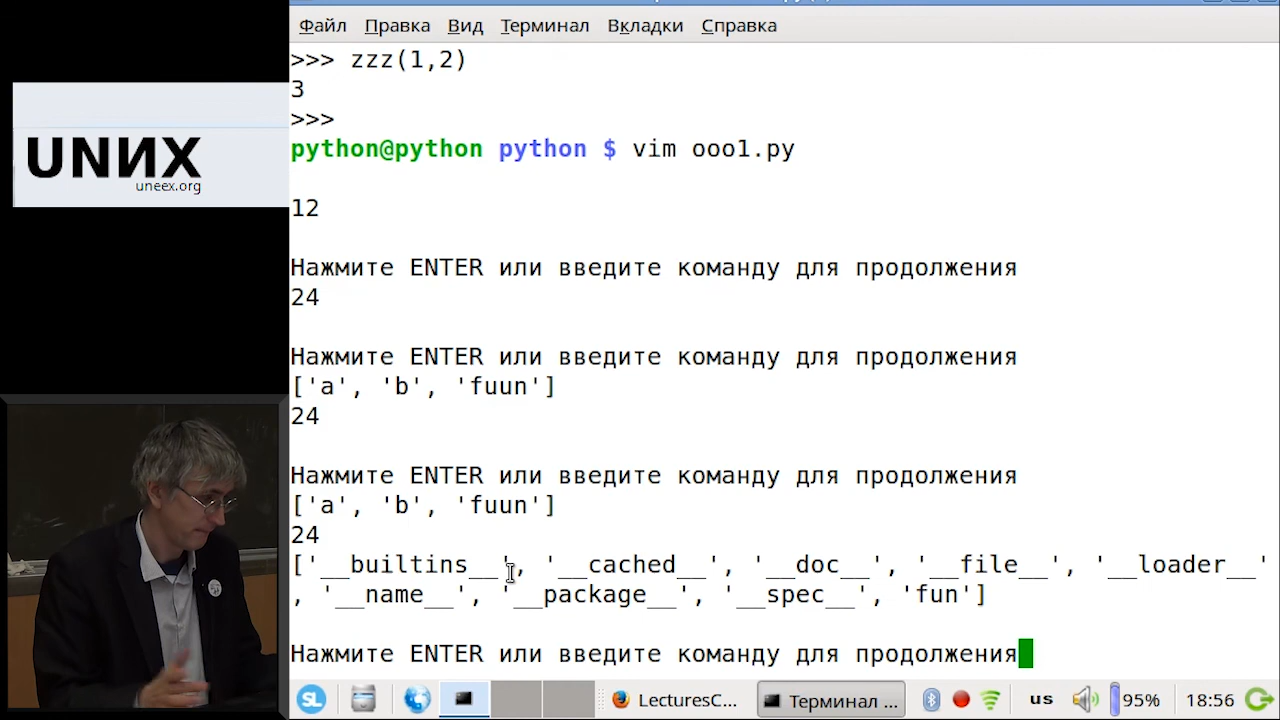 Файл Правка Вид Терминал Вкладки Справка
>>> zzz(1,2)
3
>>>
python@python python $ vim ooo1.py
12
Нажмите ENTER или введите команду для продолжения
24
Нажмите ENTER или введите команду для продолжения
['a', 'b', 'fuun']
24
Нажмите ENTER или введите команду для продолжения
['a', 'b', 'fuun']
24
['__builtins__', '__cached__', '__doc__', '__file__', '__loader__'
, '__name__', '__package__', '__spec__', 'fun']
Нажмите ENTER или введите команду для продолжения
UNИX
uneex.org
LecturesC...
Терминал ...
us
95%
18:56